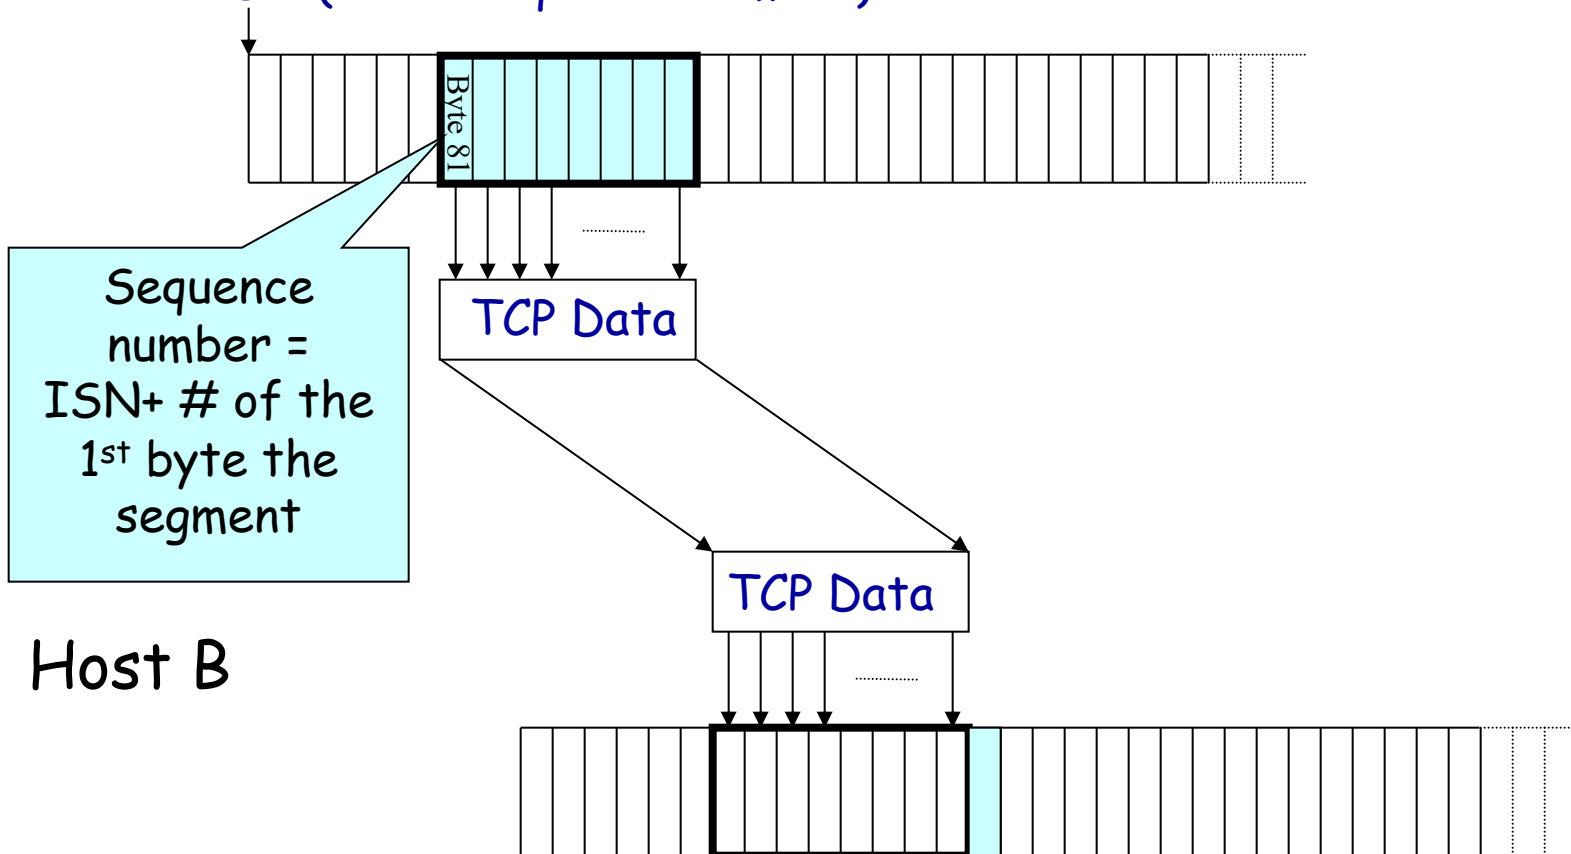 Byte 81
TCP Data
Sequence
number =
ISN+ # of the
1st byte the
segment
TCP Data
Host B